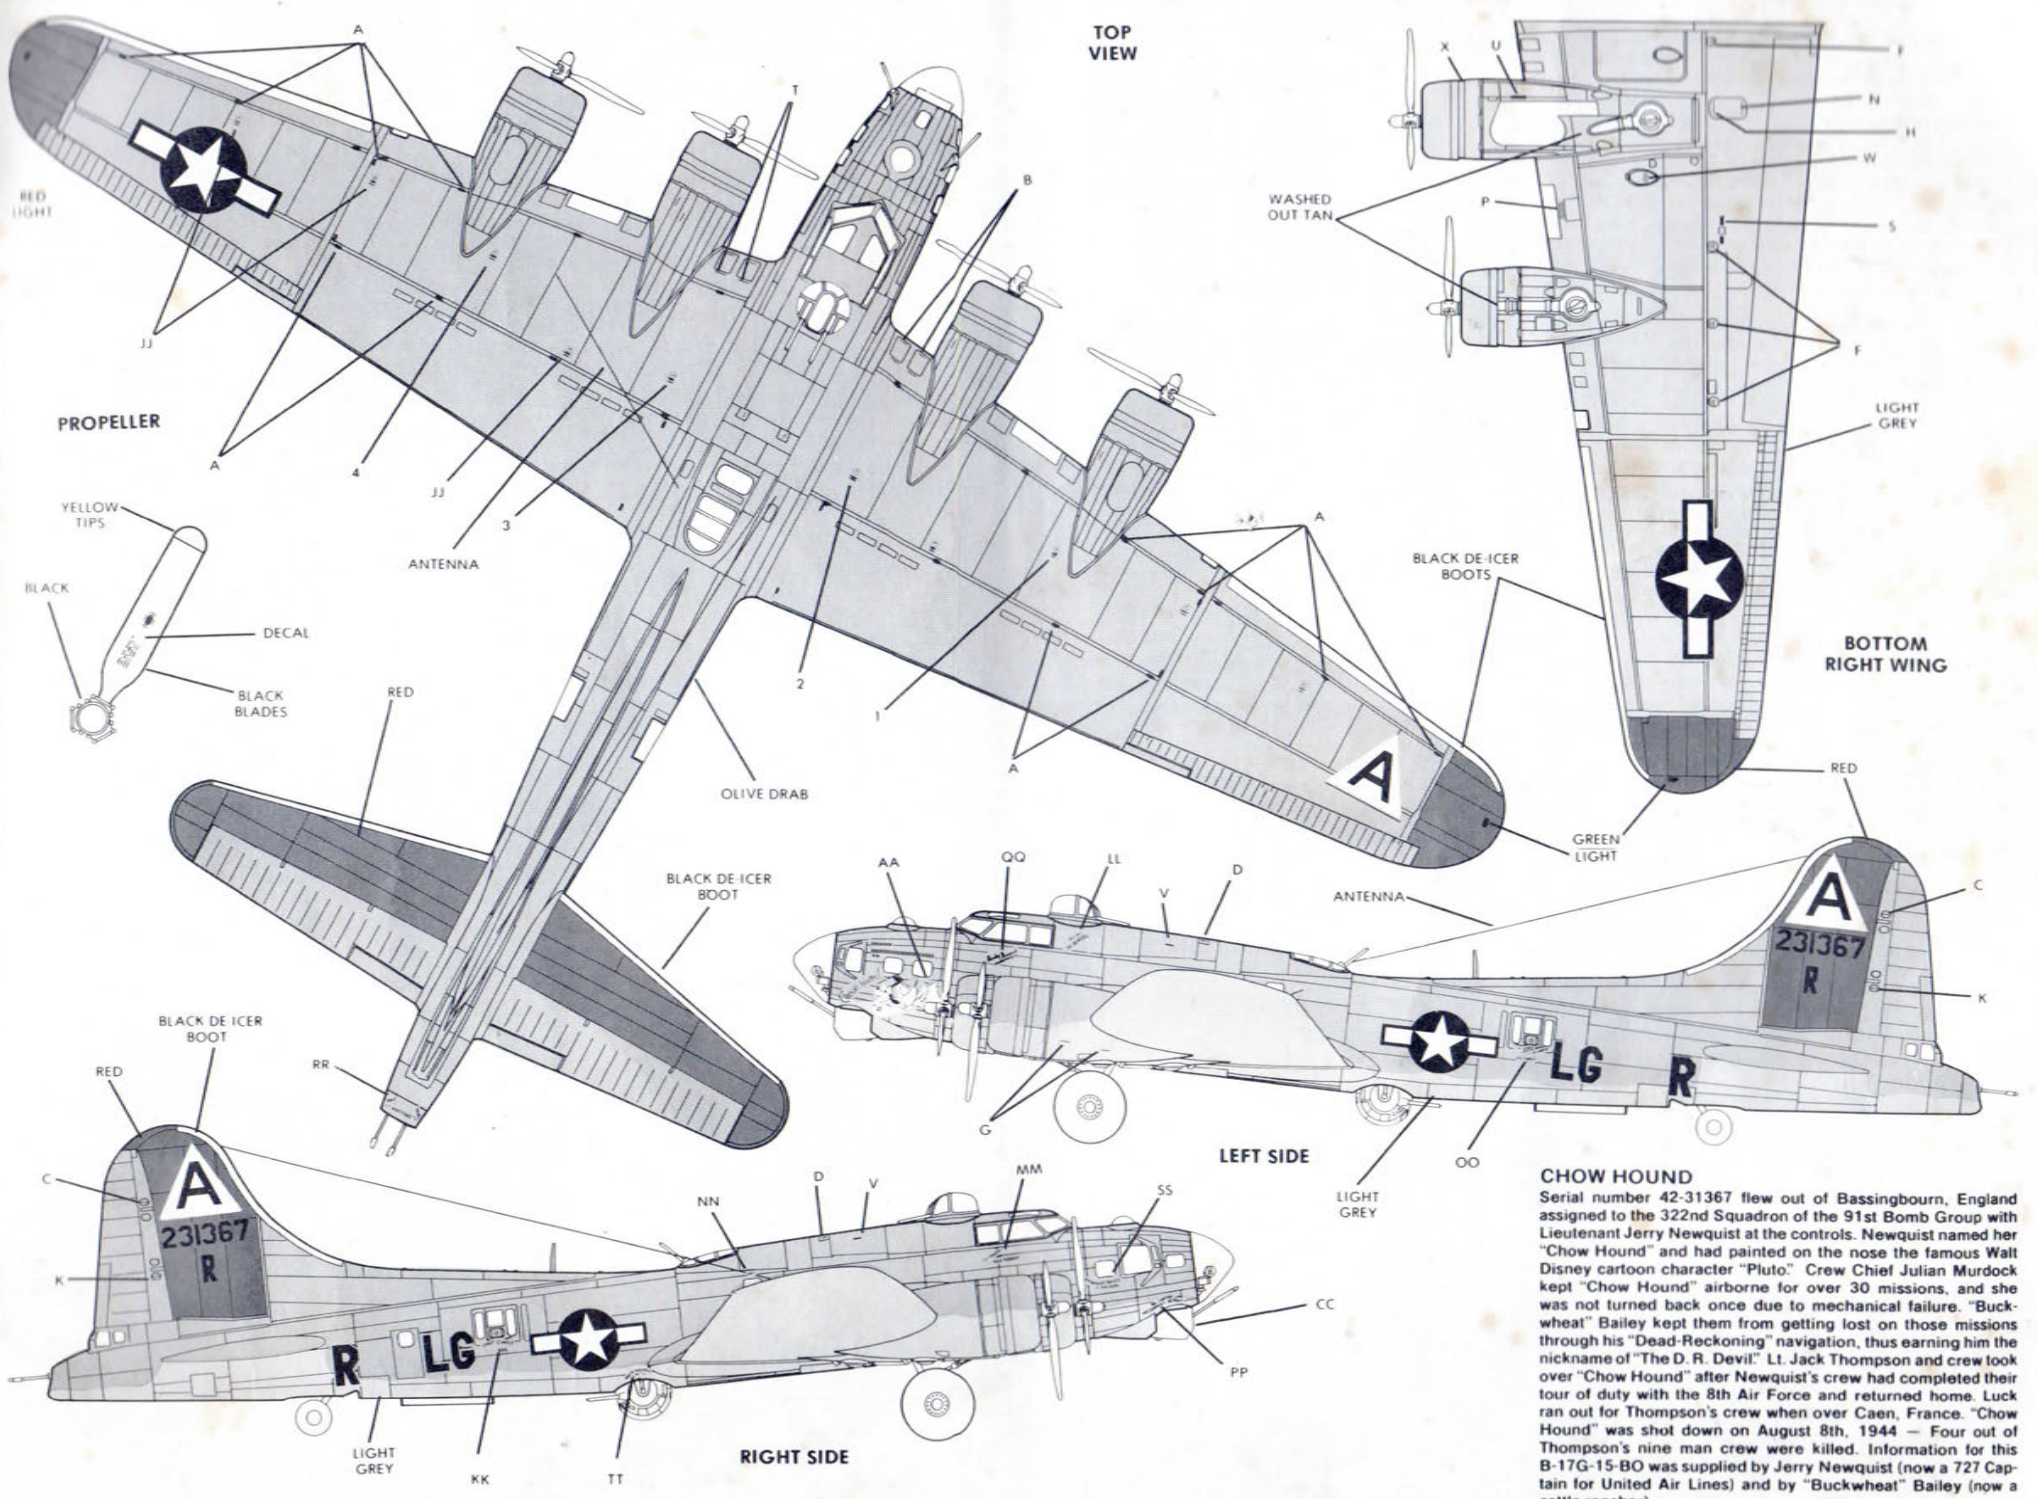 TOP
VIEW
A
T
B
X
U
F
N
H
W
P
S
F
WASHED
OUT TAN
RED
LIGHT
JJ
PROPELLER
A
4
JJ
3
ANTENNA
LIGHT
GREY
YELLOW
TIPS
BLACK
DECAL
BLACK
BLADES
A
BLACK DE-ICER
BOOTS
BOTTOM
RIGHT WING
2
1
A
RED
OLIVE DRAB
A
RED
GREEN
LIGHT
BLACK DE-ICER
BOOT
AA
QQ
LL
V
D
ANTENNA
C
A
231367
R
K
LG
R
G
OO
LEFT SIDE
LIGHT
GREY
BLACK DE-ICER
BOOT
RED
RR
C
A
231367
R
K
NN
D
V
MM
SS
CC
PP
R
LG
LIGHT
GREY
KK
TT
RIGHT SIDE
CHOW HOUND
Serial number 42-31367 flew out of Bassingbourn, England
assigned to the 322nd Squadron of the 91st Bomb Group with
Lieutenant Jerry Newquist at the controls. Newquist named her
"Chow Hound" and had painted on the nose the famous Walt
Disney cartoon character "Pluto." Crew Chief Julian Murdock
kept "Chow Hound" airborne for over 30 missions, and she
was not turned back once due to mechanical failure. "Buck-
wheat" Bailey kept them from getting lost on those missions
through his "Dead-Reckoning" navigation, thus earning him the
nickname of "The D. R. Devil." Lt. Jack Thompson and crew took
over "Chow Hound" after Newquist's crew had completed their
tour of duty with the 8th Air Force and returned home. Luck
ran out for Thompson's crew when over Caen, France. "Chow
Hound" was shot down on August 8th, 1944 — Four out of
Thompson's nine man crew were killed. Information for this
B-17G-15-BO was supplied by Jerry Newquist (now a 727 Cap-
tain for United Air Lines) and by "Buckwheat" Bailey (now a